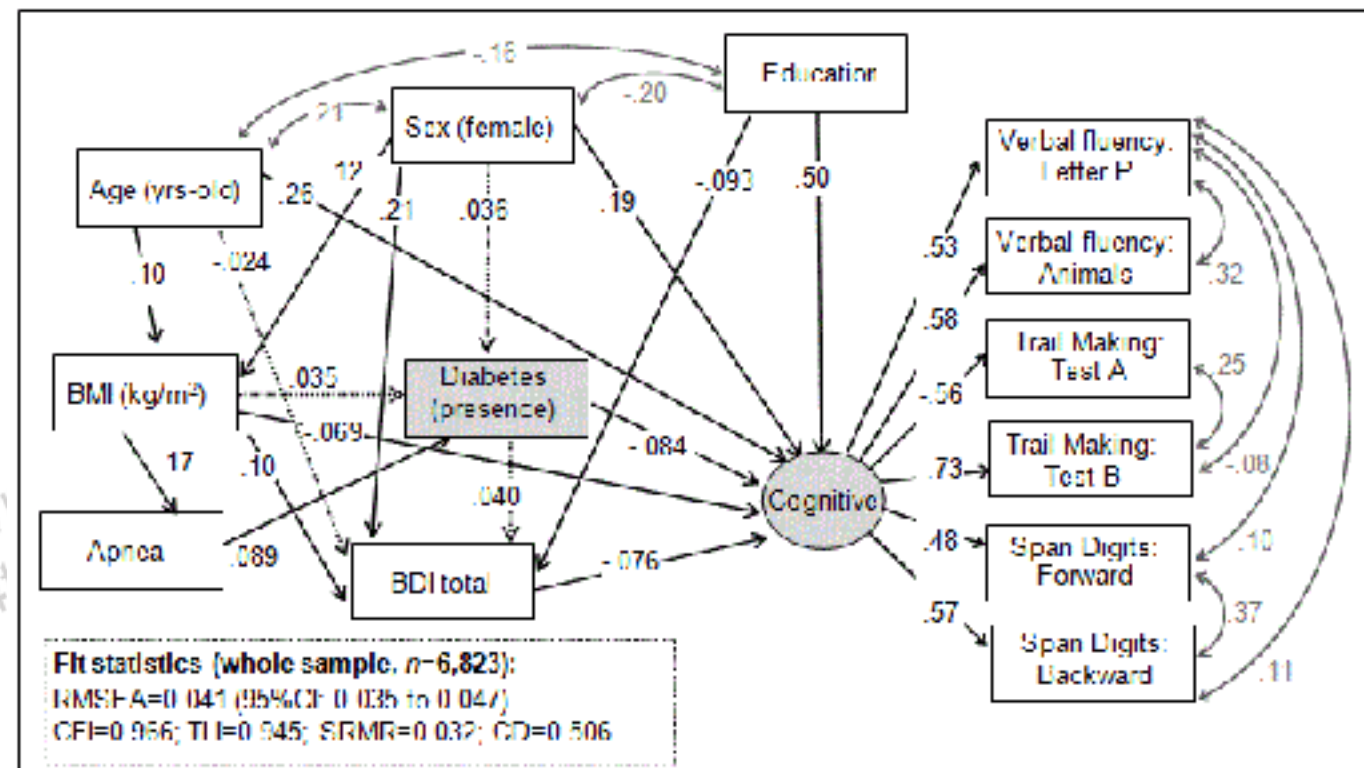 -.16
Education
-.20
.21
Sex (female)
Verbal fluency:
Letter P
Age (yrs-old)
.12
.26
.21
.036
.19
-.093
.50
.10
-.024
.53
Verbal fluency:
Animals
.32
.58
Trail Making:
Test A
.25
BMI (kg/m²)
.035
Diabetes
(presence)
-.56
-.069
-.084
Trail Making:
Test B
.17
.10
.73
-.08
.040
Cognitive
Apnea
.089
.48
Span Digits:
Forward
.10
BDI total
-.076
.57
.37
Span Digits:
Backward
.11
Fit statistics (whole sample, n=6,823):
RMSEA=0.041 (95%CI: 0.035 to 0.047)
TLI=0.945; SRMR=0.032; CD=0.506